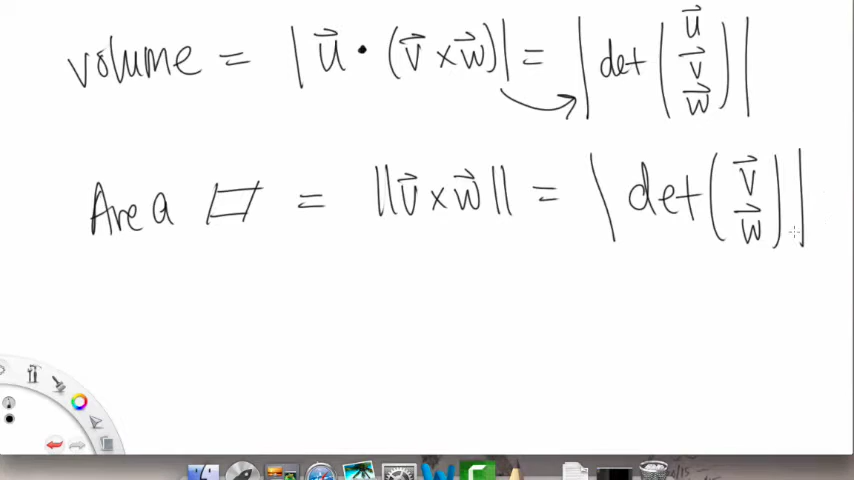 volume = | u⃗ • (v⃗ × w⃗) | = | det ( u⃗ v⃗ w⃗ ) |
Area ▱ = || v⃗ × w⃗ || = | det ( v⃗ w⃗ ) |